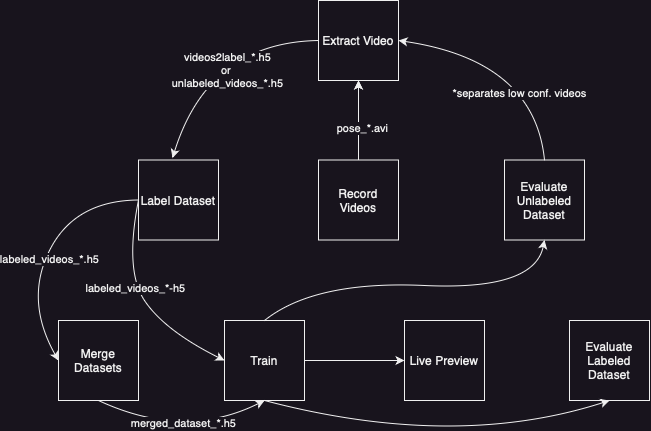 Extract Video
videos2label_*.h5
or
unlabeled_videos_*.h5
*separates low conf. videos
pose_*.avi
Label Dataset
Record
Videos
Evaluate
Unlabeled
Dataset
labeled_videos_*.h5
labeled_videos_*-h5
Merge
Datasets
Train
Live Preview
Evaluate
Labeled
Dataset
merged_dataset_*.h5